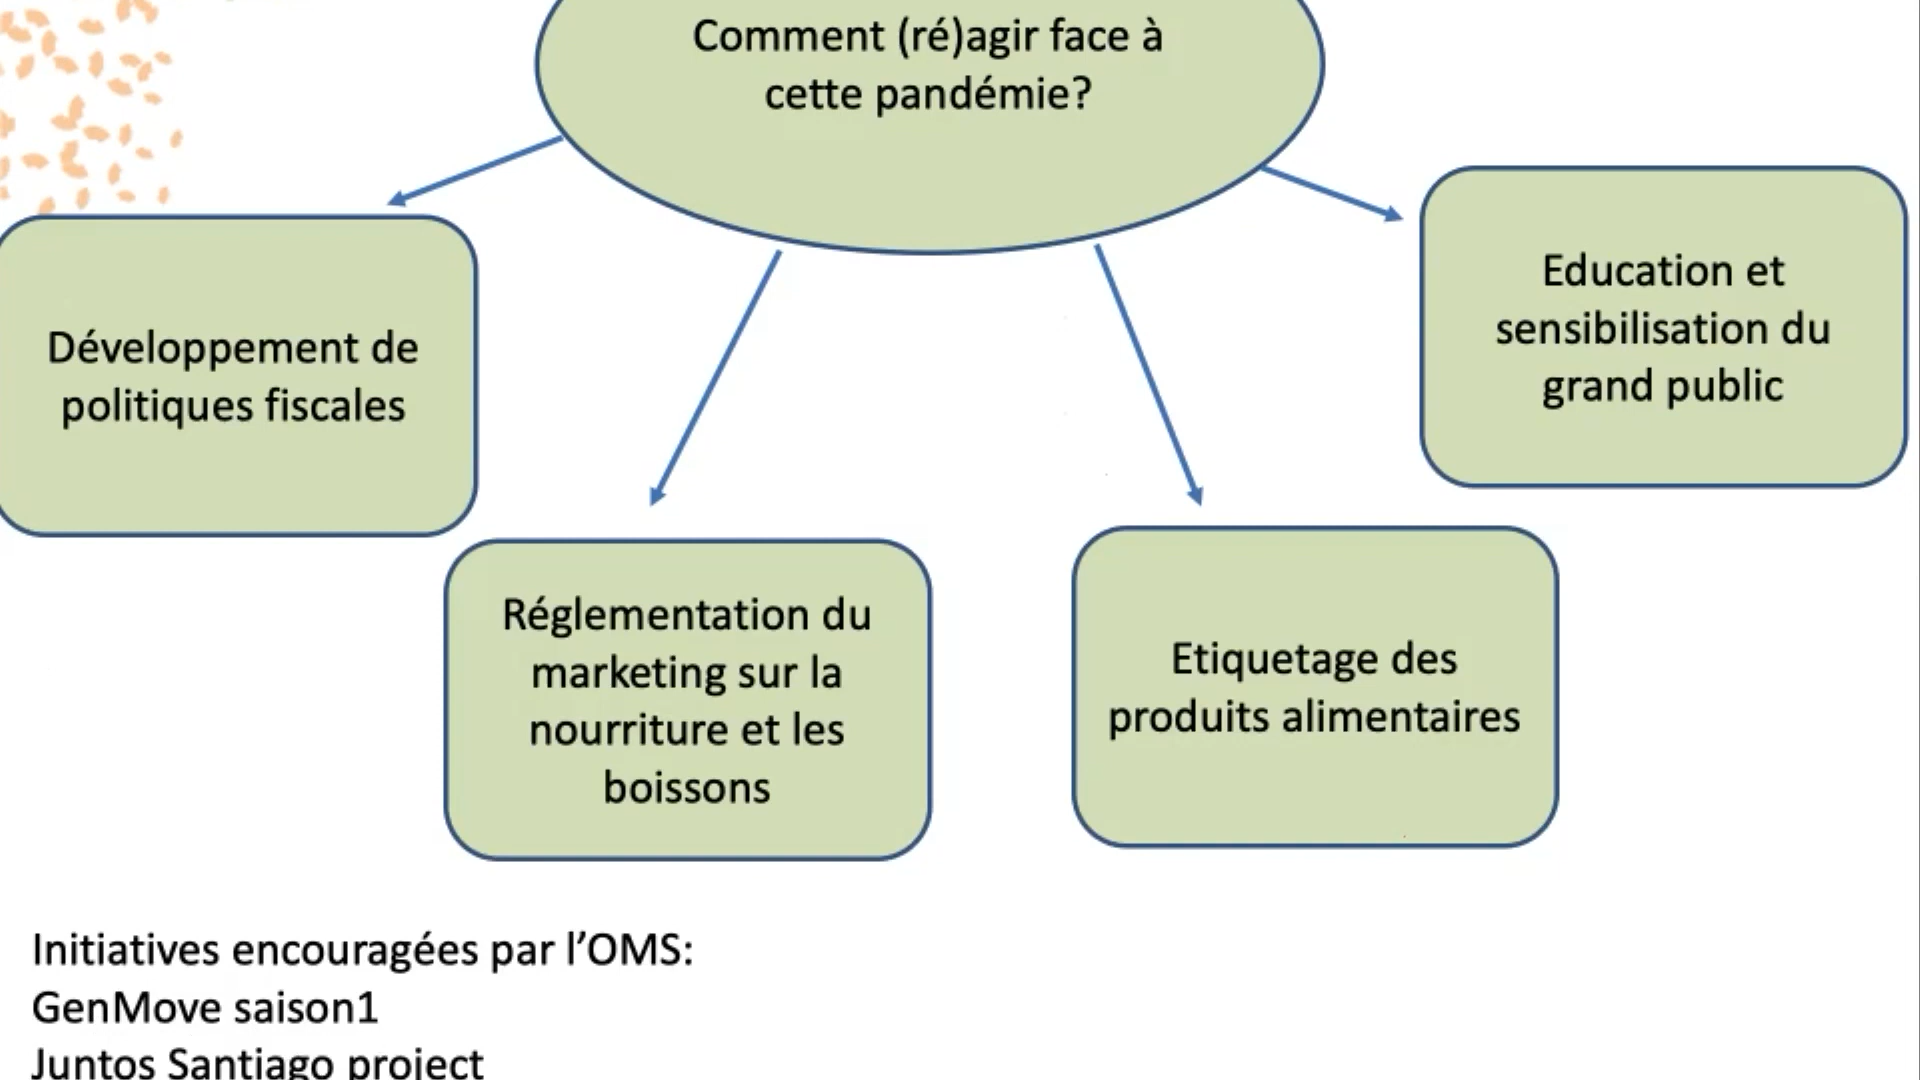 Comment (ré)agir face à
cette pandémie?
Développement de
politiques fiscales
Réglementation du
marketing sur la
nourriture et les
boissons
Etiquetage des
produits alimentaires
Education et
sensibilisation du
grand public
Initiatives encouragées par l’OMS:
GenMove saison1
Juntos Santiago project